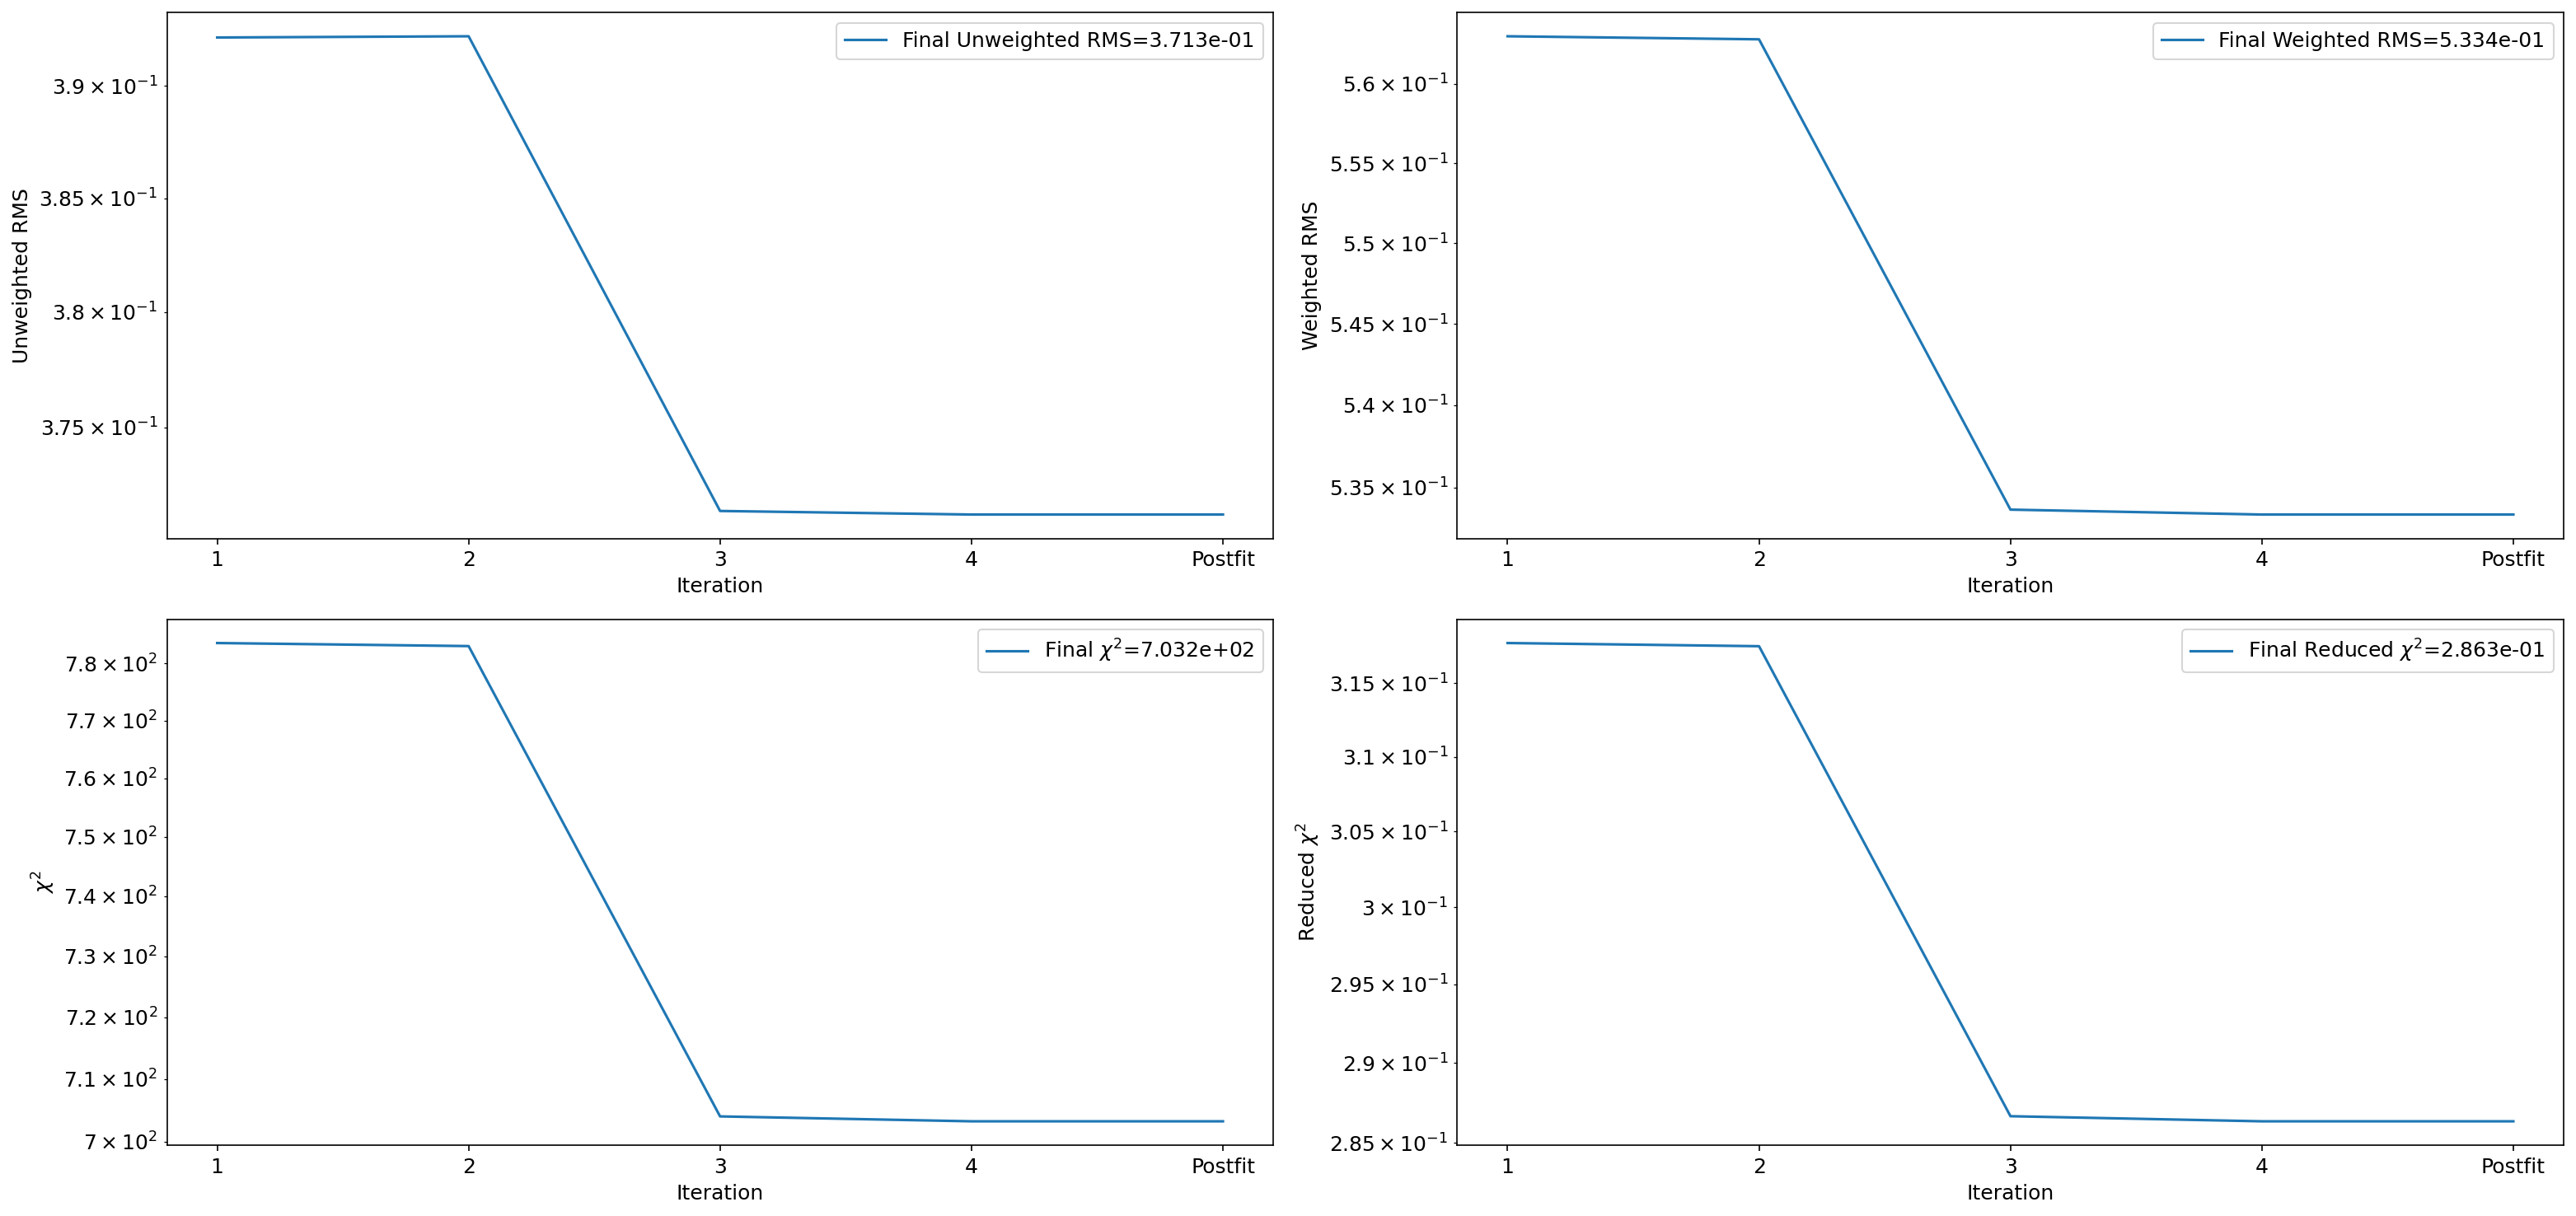 Final Unweighted RMS=3.713e-01
3.9 × 10⁻¹
3.85 × 10⁻¹
3.8 × 10⁻¹
3.75 × 10⁻¹
Unweighted RMS
1 2 3 4 Postfit
Iteration
Final Weighted RMS=5.334e-01
5.6 × 10⁻¹
5.55 × 10⁻¹
5.5 × 10⁻¹
5.45 × 10⁻¹
5.4 × 10⁻¹
5.35 × 10⁻¹
Weighted RMS
1 2 3 4 Postfit
Iteration
Final χ²=7.032e+02
7.8 × 10²
7.7 × 10²
7.6 × 10²
7.5 × 10²
7.4 × 10²
7.3 × 10²
7.2 × 10²
7.1 × 10²
7 × 10²
χ²
1 2 3 4 Postfit
Iteration
Final Reduced χ²=2.863e-01
3.15 × 10⁻¹
3.1 × 10⁻¹
3.05 × 10⁻¹
3 × 10⁻¹
2.95 × 10⁻¹
2.9 × 10⁻¹
2.85 × 10⁻¹
Reduced χ²
1 2 3 4 Postfit
Iteration